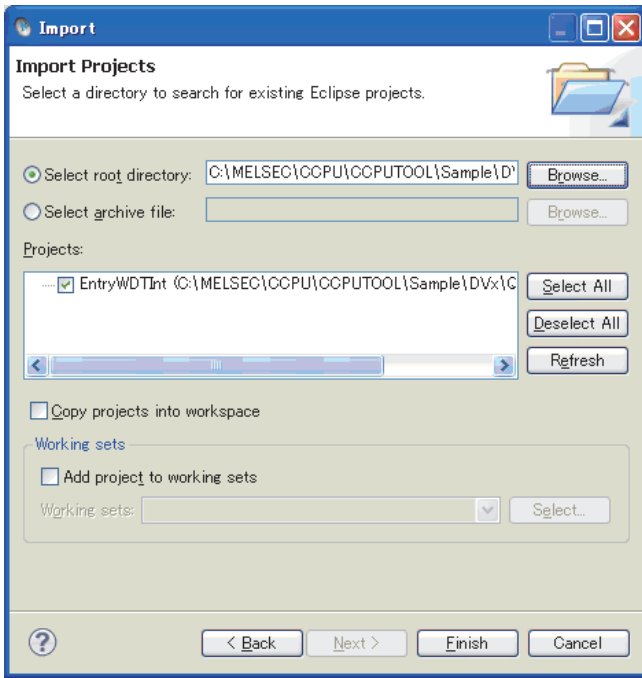 Import
Import Projects
Select a directory to search for existing Eclipse projects.
Select root directory: C:\MELSEC\CCPU\CCPUTOOL\Sample\D Browse...
Select archive file: Browse...
Projects:
EntryWDTInt (C:\MELSEC\CCPU\CCPUTOOL\Sample\DVx\C Select All
Deselect All
Refresh
Copy projects into workspace
Working sets
Add project to working sets
Working sets: Select...
? < Back Next > Finish Cancel